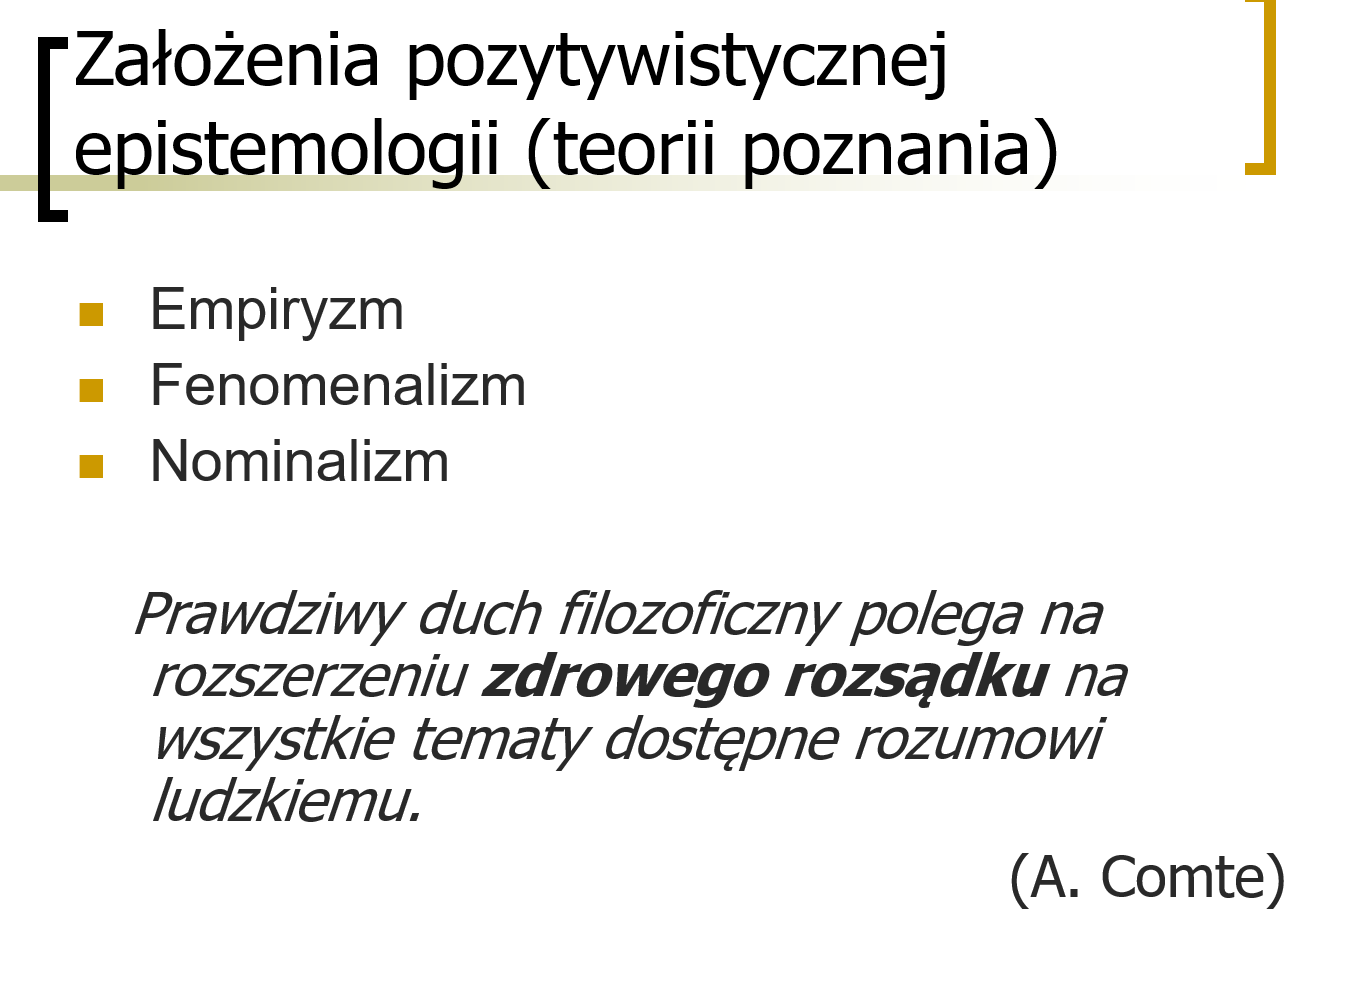 Założenia pozytywistycznej
epistemologii (teorii poznania)
Empiryzm
Fenomenalizm
Nominalizm
Prawdziwy duch filozoficzny polega na
rozszerzeniu zdrowego rozsądku na
wszystkie tematy dostępne rozumowi
ludzkiemu.
(A. Comte)